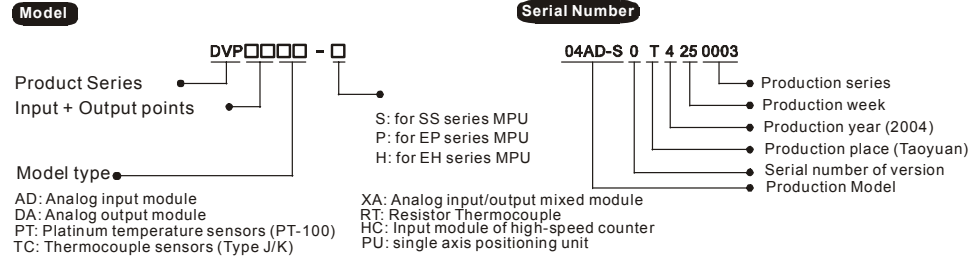 Model
DVP□□□□ - □
Product Series
Input + Output points
S: for SS series MPU
P: for EP series MPU
H: for EH series MPU
Model type
AD: Analog input module
DA: Analog output module
PT: Platinum temperature sensors (PT-100)
TC: Thermocouple sensors (Type J/K)
XA: Analog input/output mixed module
RT: Resistor Thermocouple
HC: Input module of high-speed counter
PU: single axis positioning unit
Serial Number
04AD-S 0 T 4 25 0003
Production series
Production week
Production year (2004)
Production place (Taoyuan)
Serial number of version
Production Model